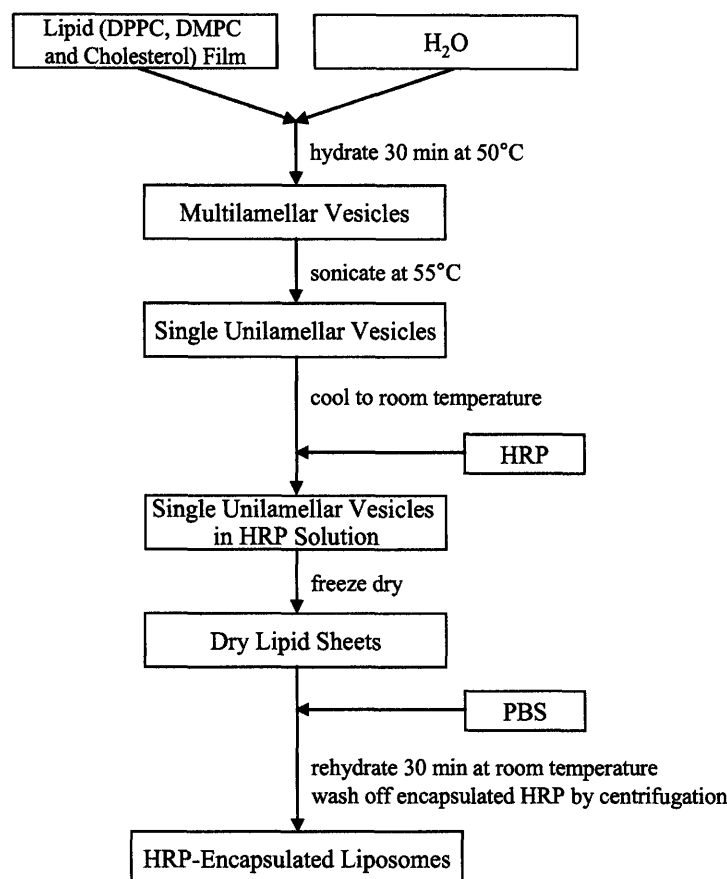 Lipid (DPPC, DMPC
and Cholesterol) Film
H₂O
hydrate 30 min at 50°C
Multilamellar Vesicles
sonicate at 55°C
Single Unilamellar Vesicles
cool to room temperature
HRP
Single Unilamellar Vesicles
in HRP Solution
freeze dry
Dry Lipid Sheets
PBS
rehydrate 30 min at room temperature
wash off encapsulated HRP by centrifugation
HRP-Encapsulated Liposomes